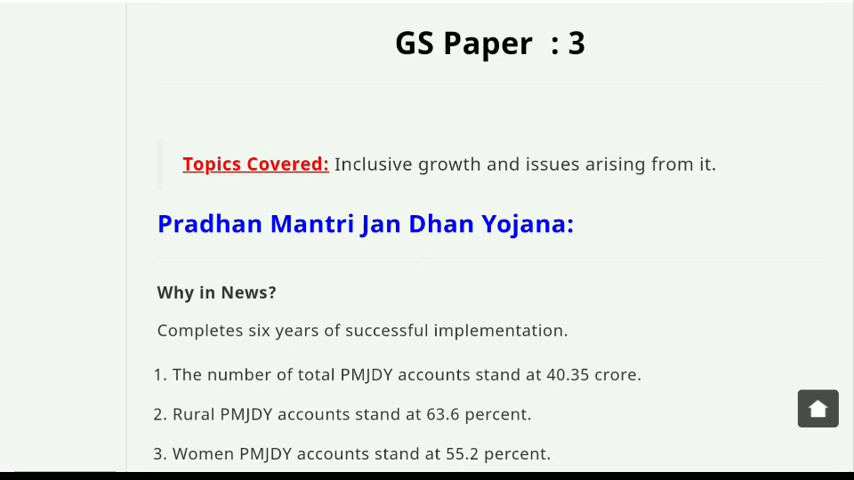 GS Paper : 3
Topics Covered: Inclusive growth and issues arising from it.
Pradhan Mantri Jan Dhan Yojana:
Why in News?
Completes six years of successful implementation.
1. The number of total PMJDY accounts stand at 40.35 crore.
2. Rural PMJDY accounts stand at 63.6 percent.
3. Women PMJDY accounts stand at 55.2 percent.